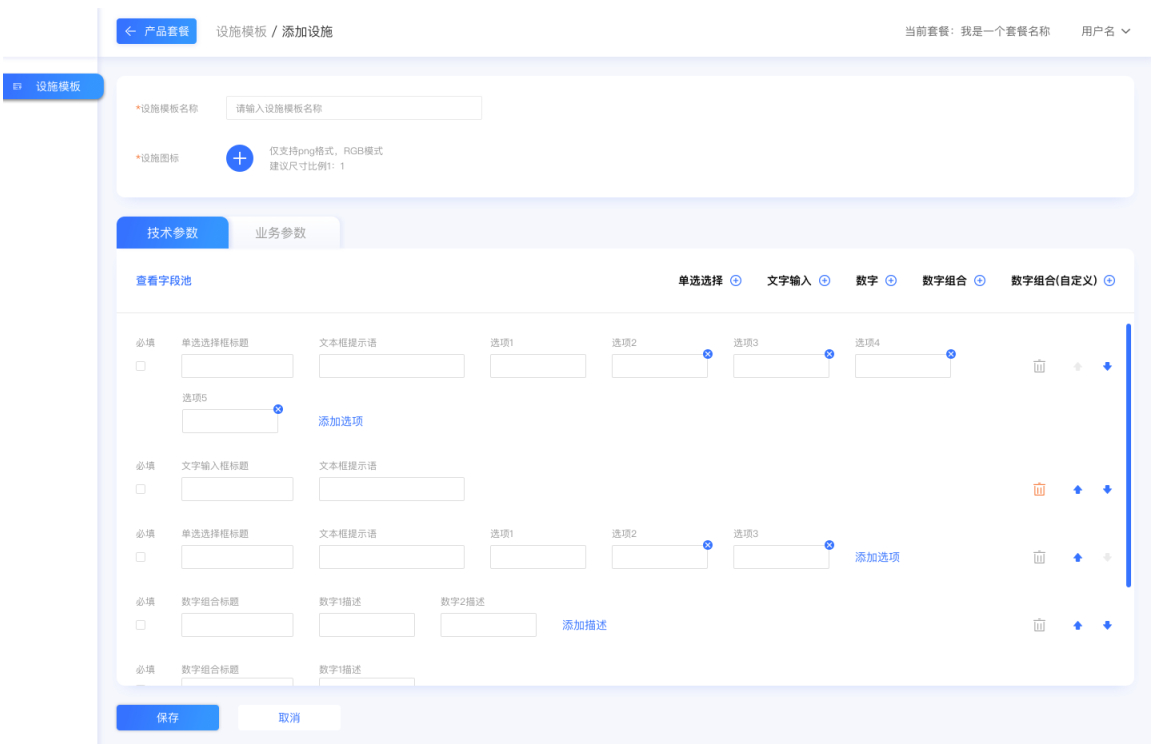 产品套餐 设施模板 / 添加设施 当前套餐：我是一个套餐名称 用户名
设施模板
*设施模板名称 请输入设施模板名称
*设施图标 仅支持png格式，RGB模式
建议尺寸比例1：1
技术参数 业务参数
查看字段池 单选选择 文字输入 数字 数字组合 数字组合(自定义)
必填 单选选择框标题 文本框提示语 选项1 选项2 选项3 选项4
选项5
添加选项
必填 文字输入框标题 文本框提示语
必填 单选选择框标题 文本框提示语 选项1 选项2 选项3
添加选项
必填 数字组合标题 数字1描述 数字2描述
添加描述
必填 数字组合标题 数字1描述
保存 取消